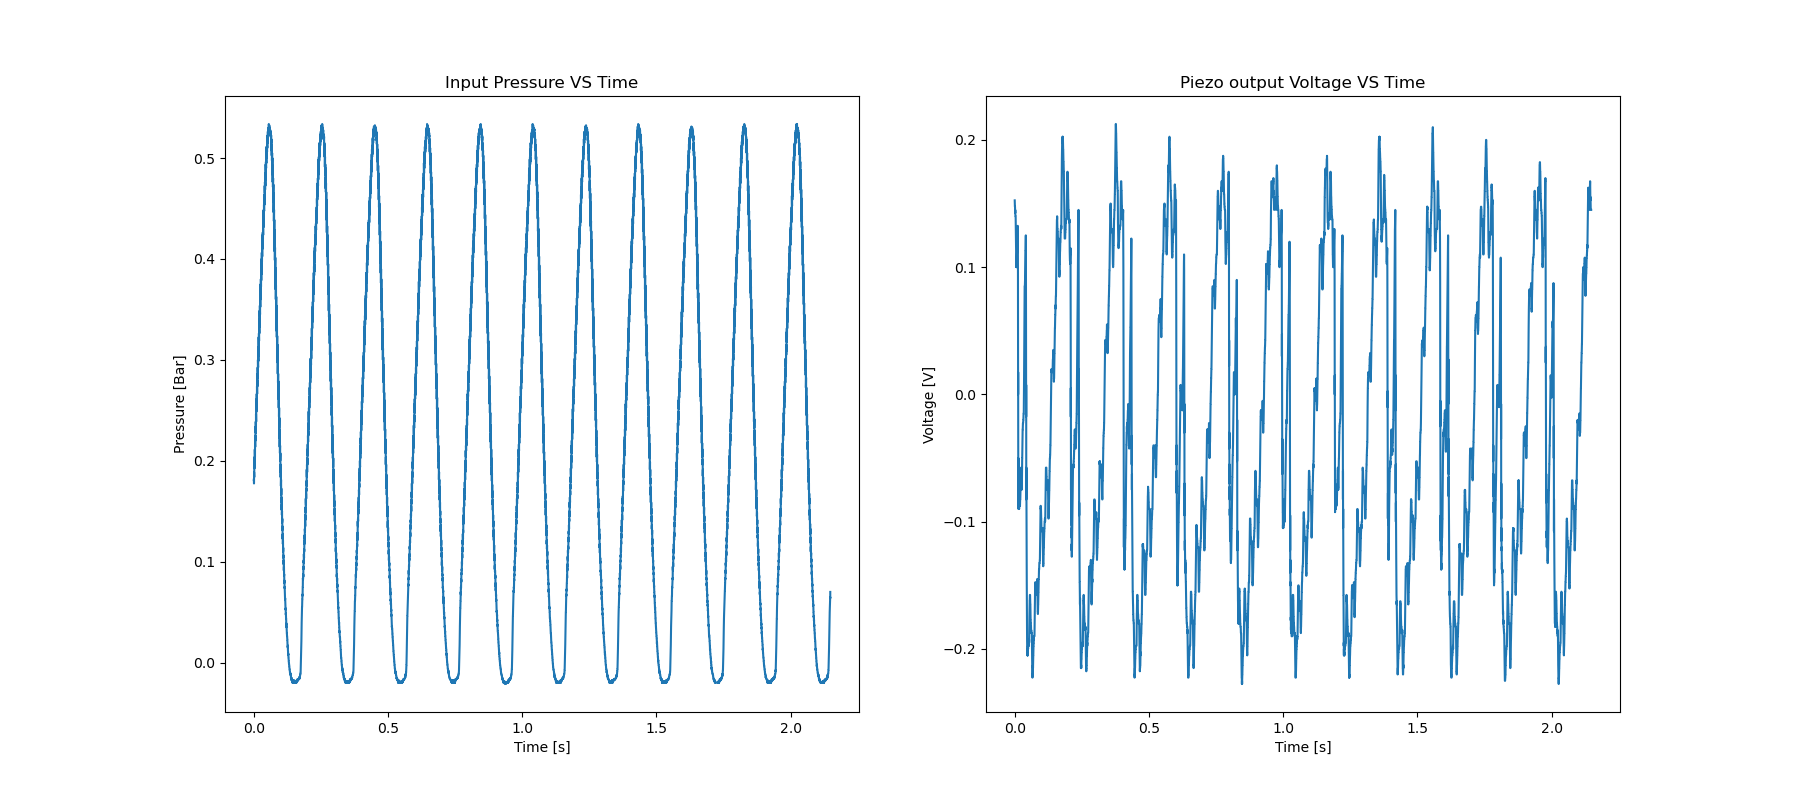 Input Pressure VS Time
Pressure [Bar]
0.5
0.4
0.3
0.2
0.1
0.0
0.0 0.5 1.0 1.5 2.0
Time [s]
Piezo output Voltage VS Time
Voltage [V]
0.2
0.1
0.0
−0.1
−0.2
0.0 0.5 1.0 1.5 2.0
Time [s]